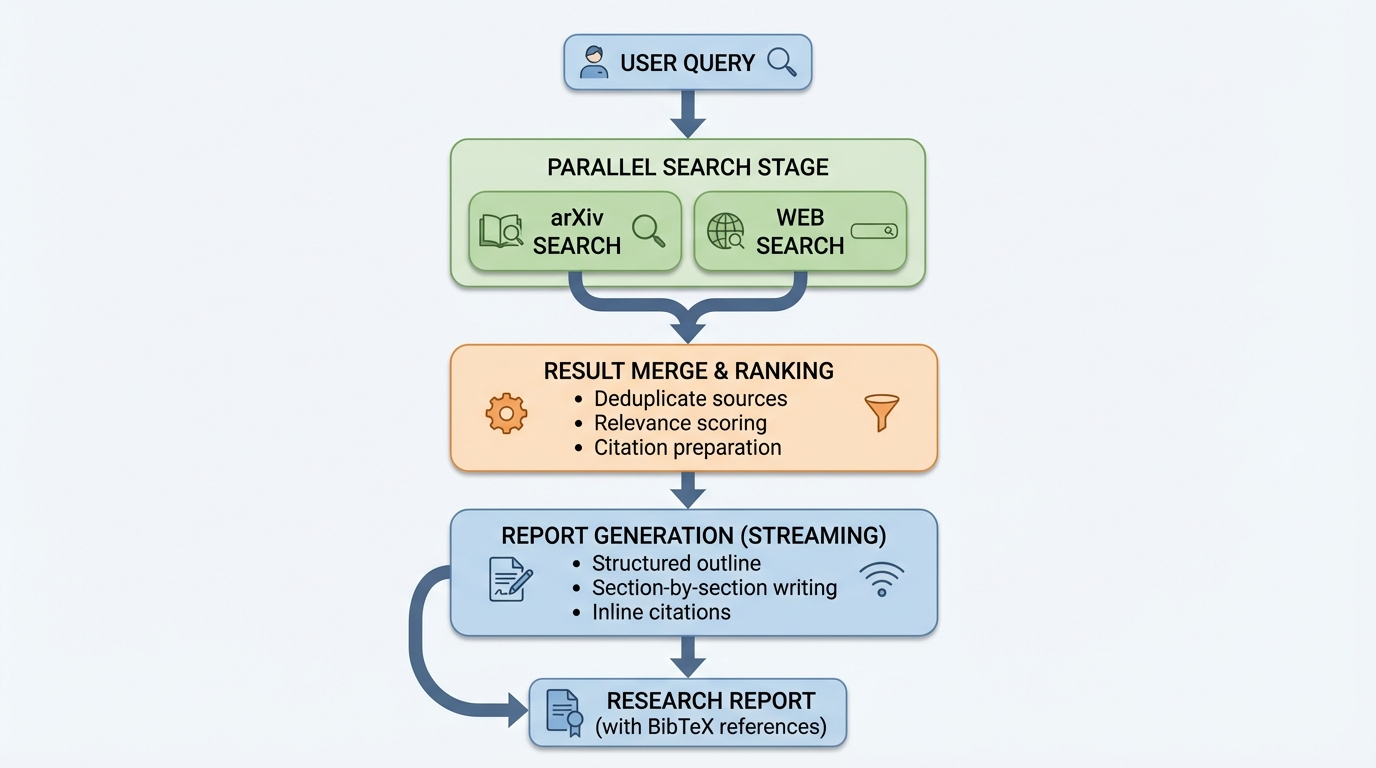 USER QUERY
PARALLEL SEARCH STAGE
arXiv
SEARCH
WEB
SEARCH
RESULT MERGE & RANKING
• Deduplicate sources
• Relevance scoring
• Citation preparation
REPORT GENERATION (STREAMING)
• Structured outline
• Section-by-section writing
• Inline citations
RESEARCH REPORT
(with BibTeX references)